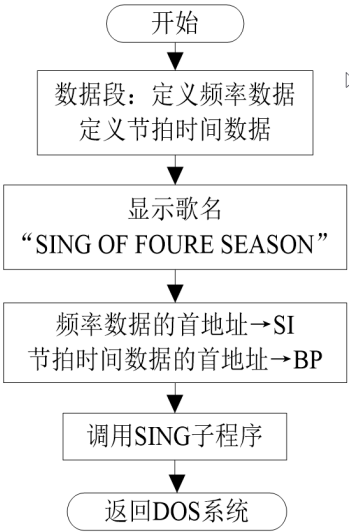 开始
数据段：定义频率数据
定义节拍时间数据
显示歌名
“SING OF FOURE SEASON”
频率数据的首地址→SI
节拍时间数据的首地址→BP
调用SING子程序
返回DOS系统